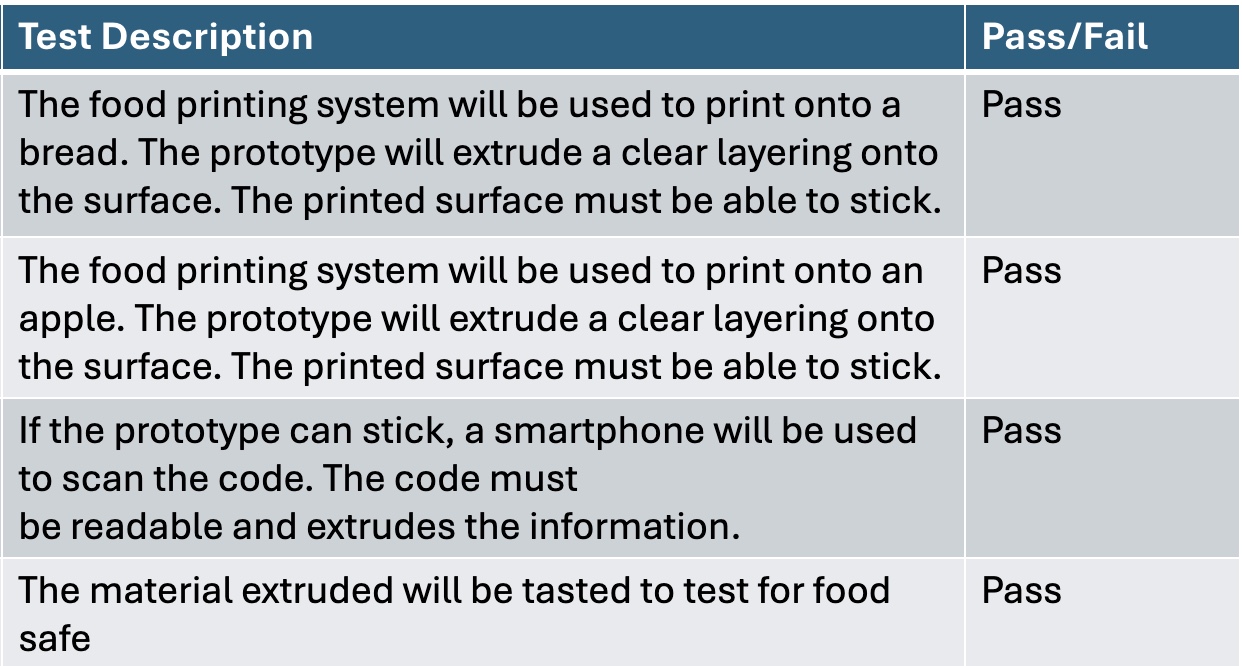 Test Description
Pass/Fail
The food printing system will be used to print onto a
bread. The prototype will extrude a clear layering onto
the surface. The printed surface must be able to stick.
Pass
The food printing system will be used to print onto an
apple. The prototype will extrude a clear layering onto
the surface. The printed surface must be able to stick.
Pass
If the prototype can stick, a smartphone will be used
to scan the code. The code must
be readable and extrudes the information.
Pass
The material extruded will be tasted to test for food
safe
Pass